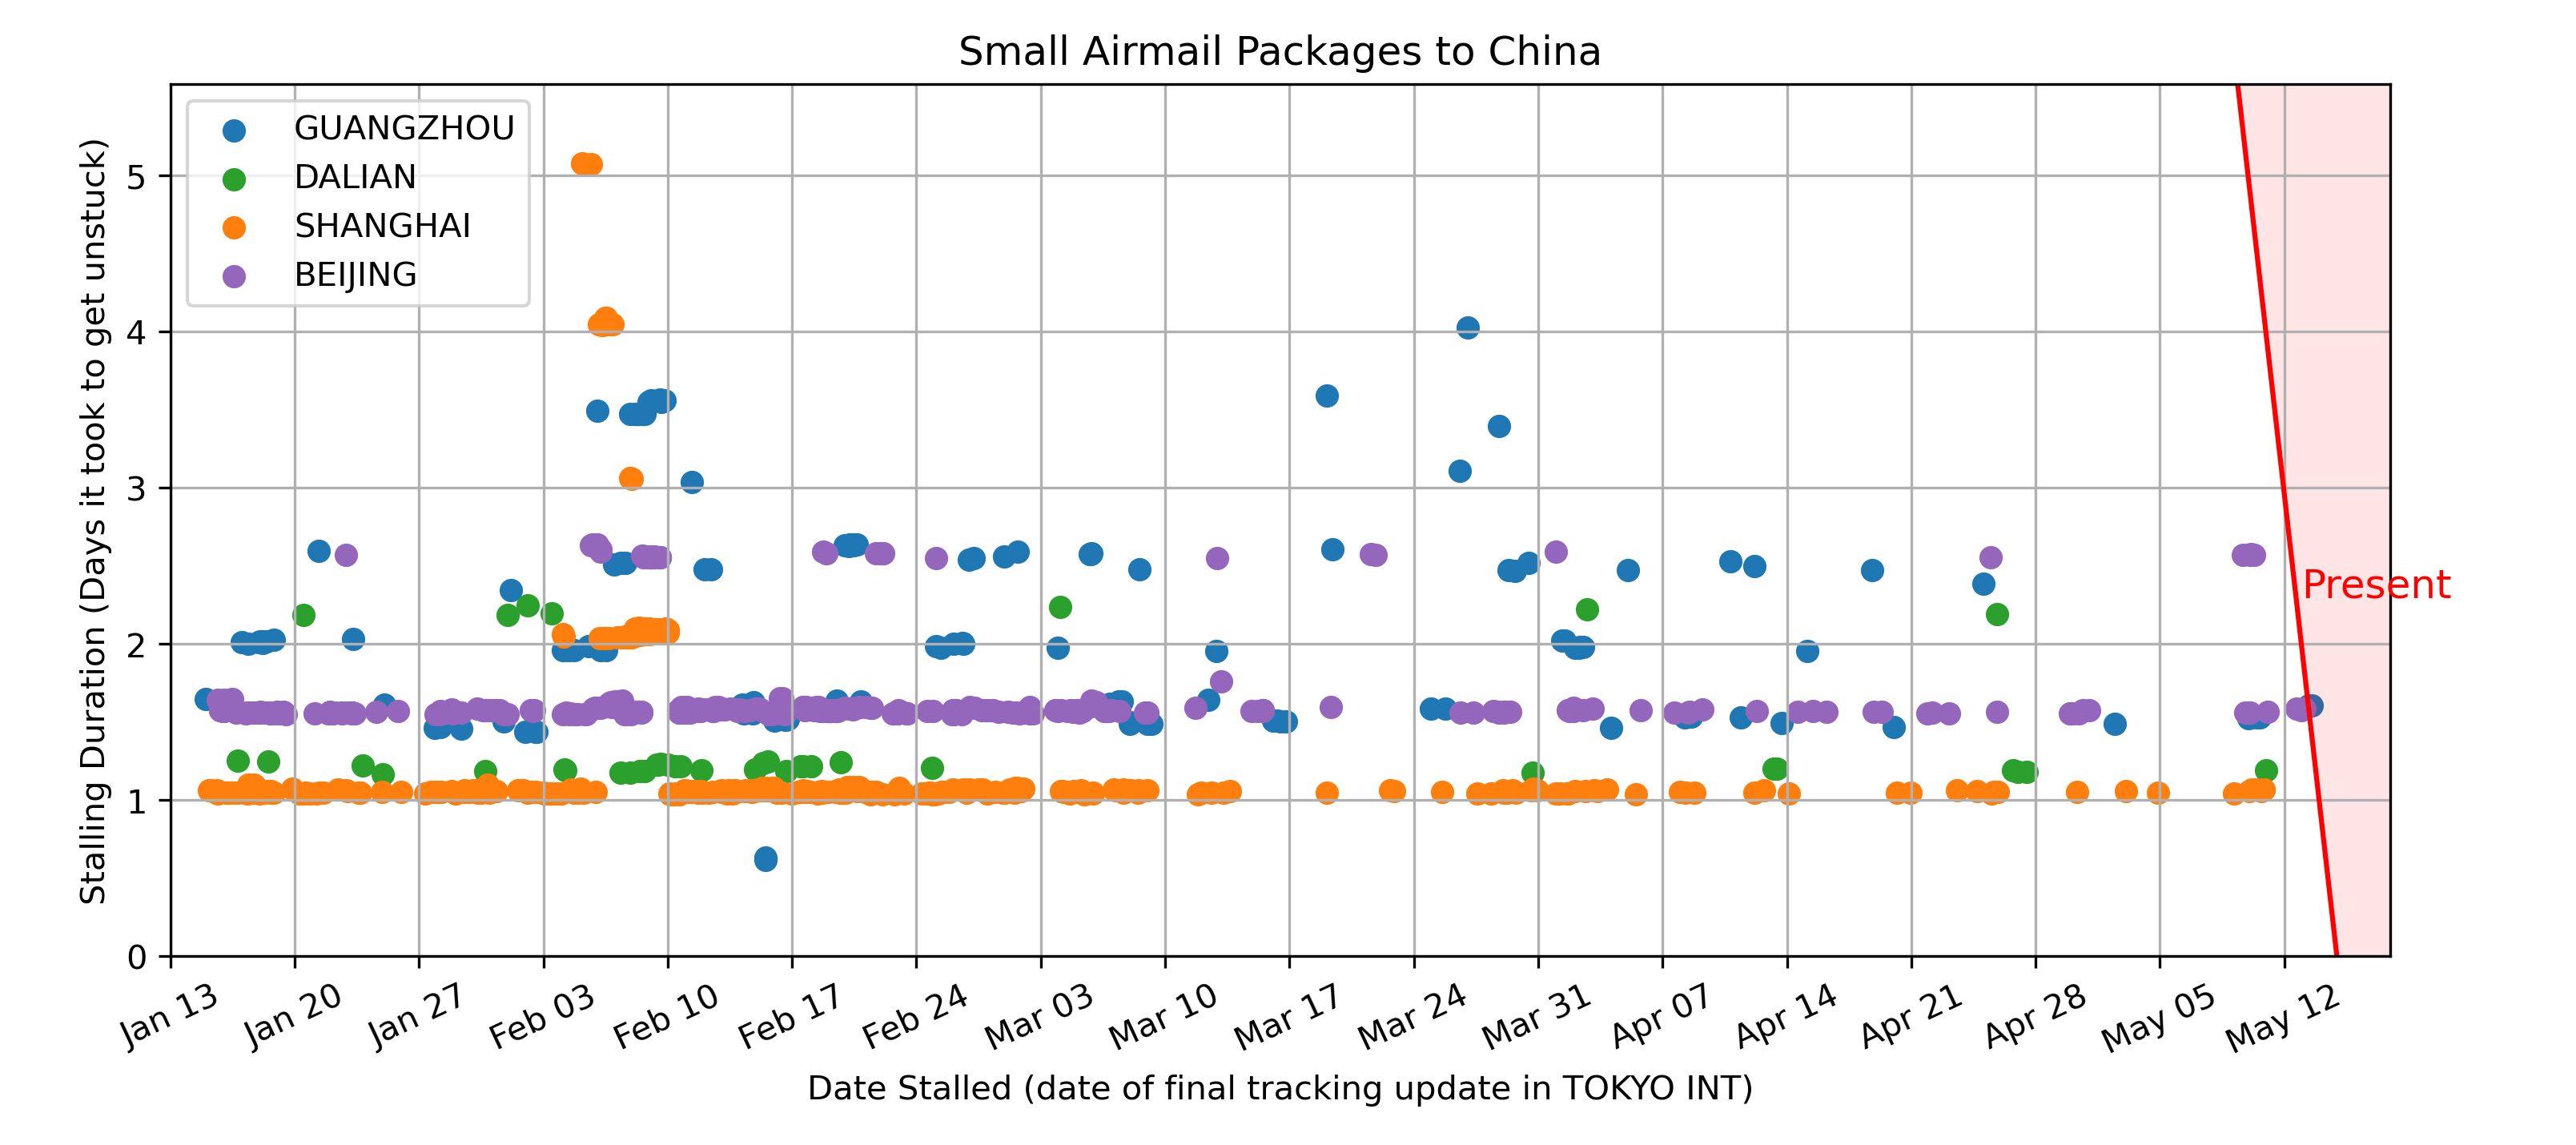 Small Airmail Packages to China
GUANGZHOU
DALIAN
SHANGHAI
BEIJING
Stalling Duration (Days it took to get unstuck)
5
4
3
2
1
0
Present
Jan 13
Jan 20
Jan 27
Feb 03
Feb 10
Feb 17
Feb 24
Mar 03
Mar 10
Mar 17
Mar 24
Mar 31
Apr 07
Apr 14
Apr 21
Apr 28
May 05
May 12
Date Stalled (date of final tracking update in TOKYO INT)